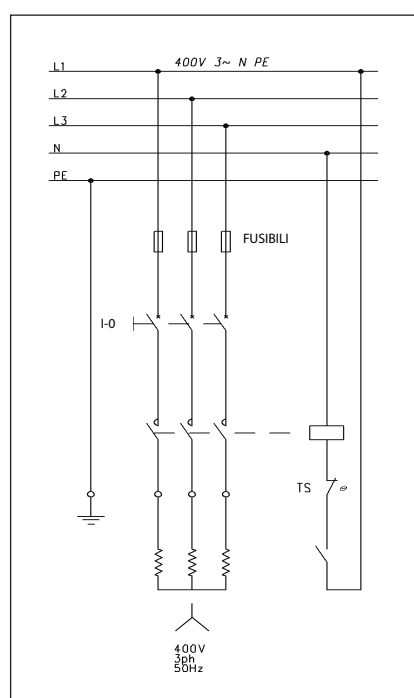 L1
400V 3~ N PE
L2
L3
N
PE
FUSIBILI
I-0
TS
400V
3ph
50Hz